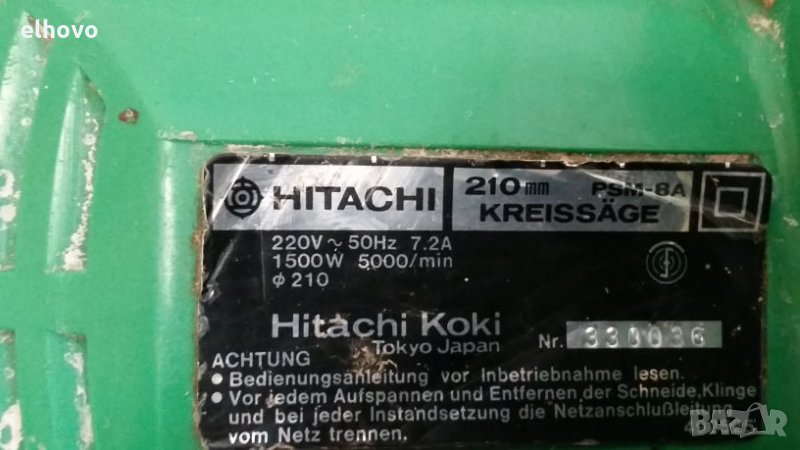 elhovo
HITACHI
210mm PSM-8A
KREISSÄGE
220V ~ 50Hz 7.2A
1500W 5000/min
φ 210
Hitachi Koki
Tokyo Japan
Nr. 330036
ACHTUNG
• Bedienungsanleitung vor Inbetriebnahme lesen.
• Vor jedem Aufspannen und Entfernen der Schneide, Klinge
und bei jeder Instandsetzung die Netzanschlußleitung
vom Netz trennen.
BAZAR